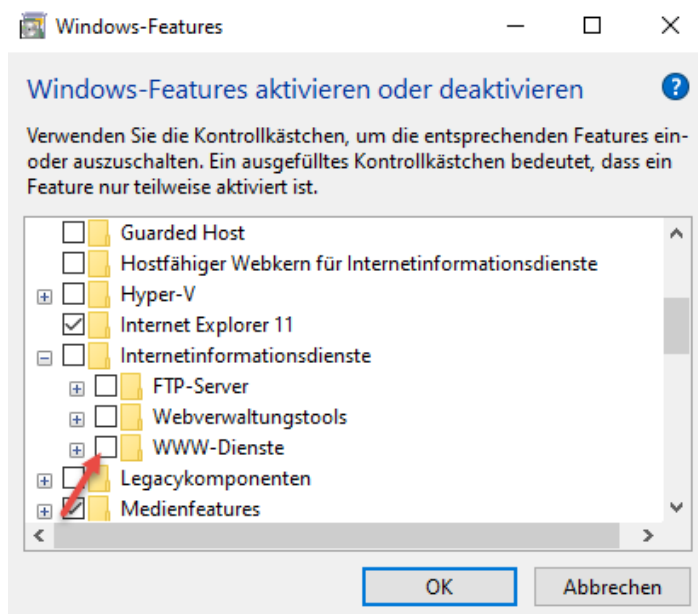 Windows-Features
Windows-Features aktivieren oder deaktivieren
Verwenden Sie die Kontrollkästchen, um die entsprechenden Features ein-
oder auszuschalten. Ein ausgefülltes Kontrollkästchen bedeutet, dass ein
Feature nur teilweise aktiviert ist.
Guarded Host
Hostfähiger Webkern für Internetinformationsdienste
Hyper-V
Internet Explorer 11
Internetinformationsdienste
FTP-Server
Webverwaltungstools
WWW-Dienste
Legacykomponenten
Medienfeatures
OK Abbrechen